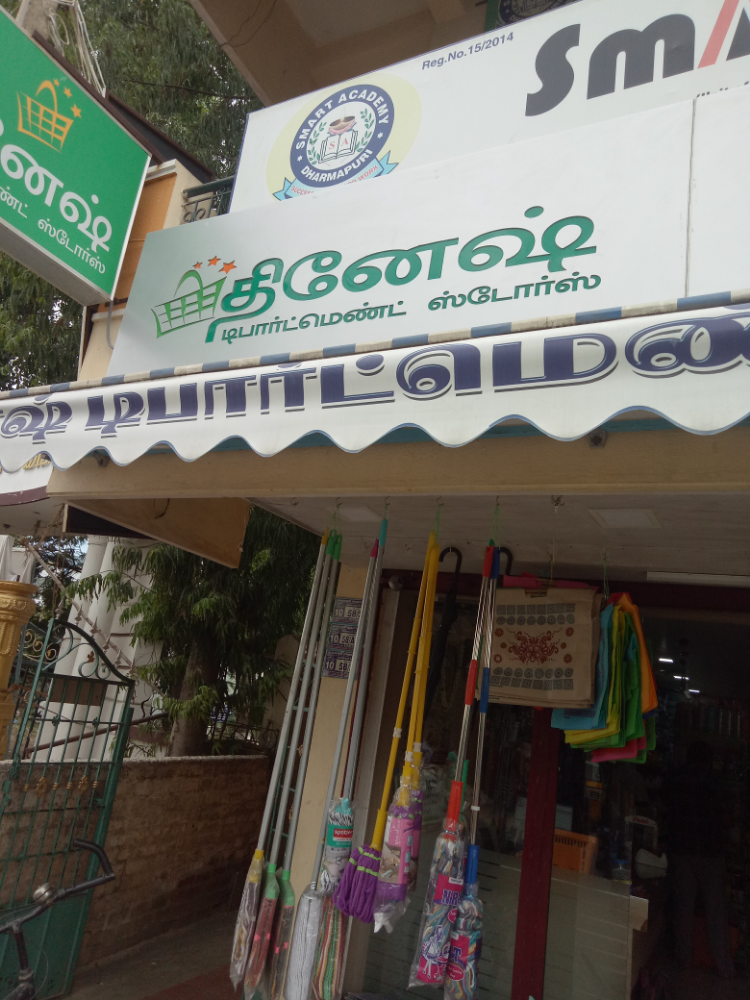 Reg.No.15/2014
SMART ACADEMY
S A
DHARMAPURI
தினேஷ்
டிபார்ட்மெண்ட் ஸ்டோர்ஸ்
னேஷ்
ண்ட் ஸ்டோர்ஸ்
ஷ் டிபார்ட்மெண்